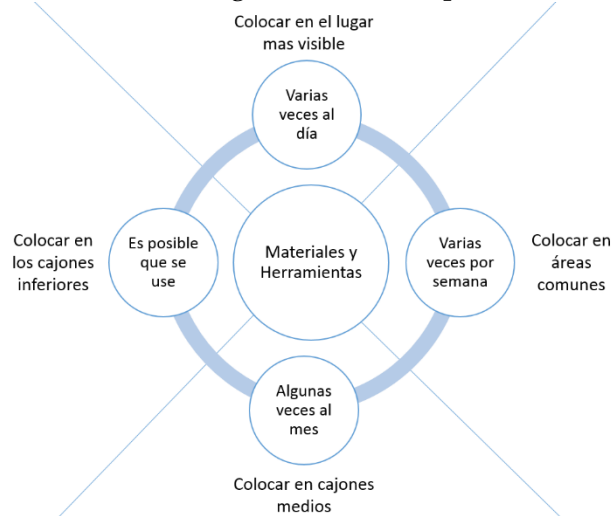 Colocar en el lugar
mas visible
Varias
veces al
día
Colocar en
los cajones
inferiores
Es posible
que se
use
Materiales y
Herramientas
Varias
veces por
semana
Colocar en
áreas
comunes
Algunas
veces al
mes
Colocar en cajones
medios